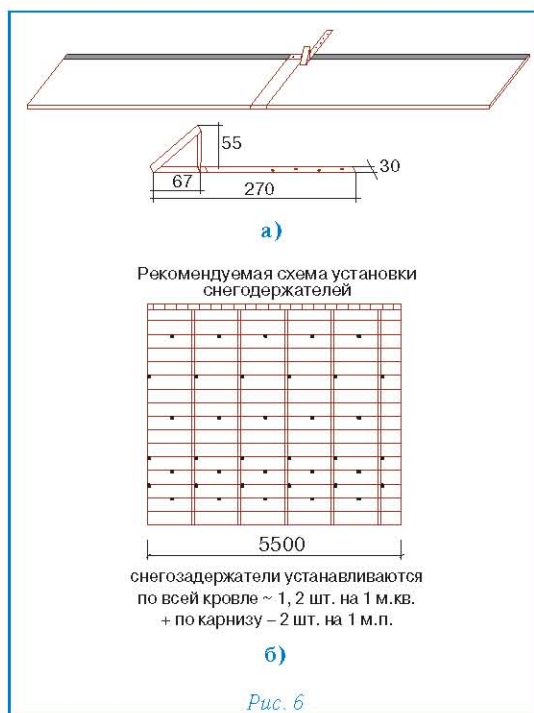 55
30
67
270
а)
Рекомендуемая схема установки
снегодержателей
5500
снегозадержатели устанавливаются
по всей кровле ~ 1, 2 шт. на 1 м.кв.
+ по карнизу – 2 шт. на 1 м.п.
б)
Рис. 6